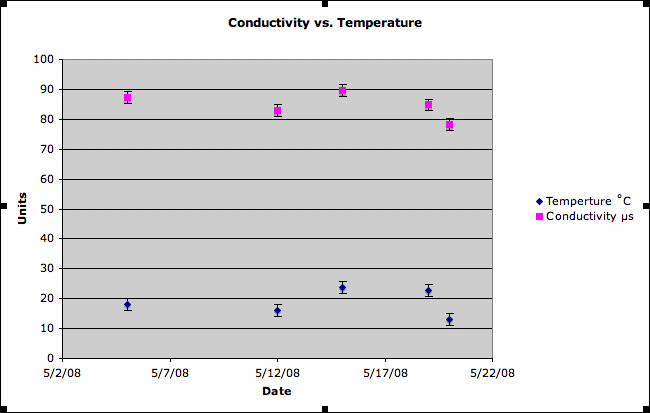 Conductivity vs. Temperature
100
90
80
70
60
50
40
30
20
10
0
Units
5/2/08 5/7/08 5/12/08 5/17/08 5/22/08
Date
Temperture °C
Conductivity µs